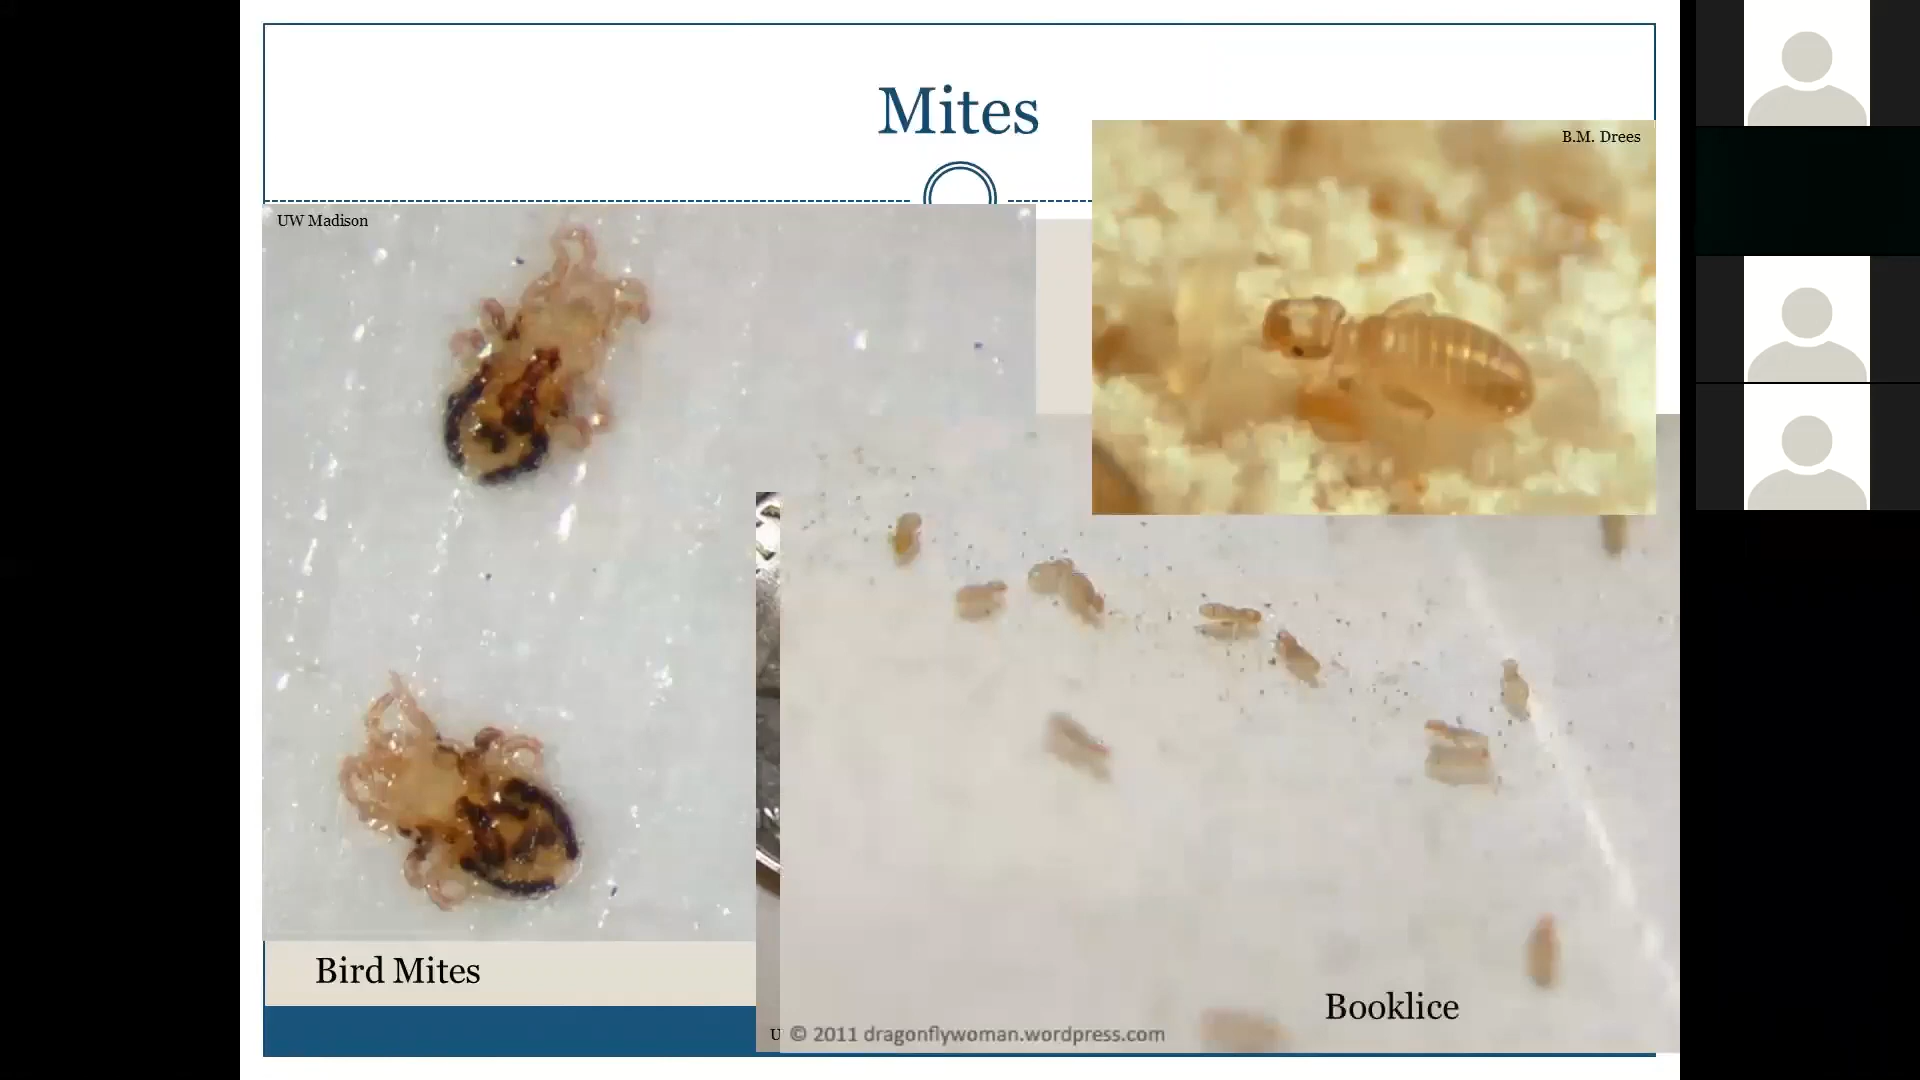 Mites
B.M. Drees
UW Madison
Bird Mites
Booklice
U
© 2011 dragonflywoman.wordpress.com